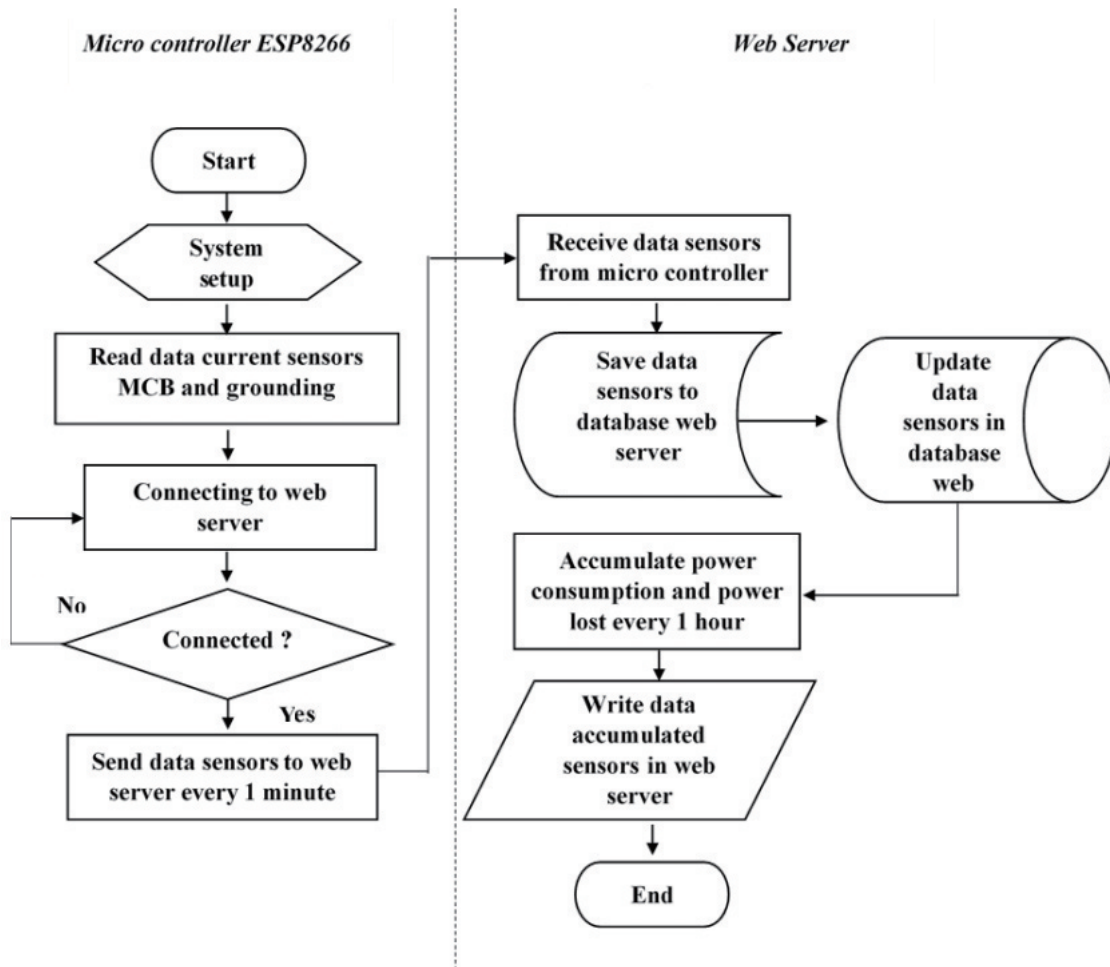 Micro controller ESP8266
Start
System
setup
Read data current sensors
MCB and grounding
Connecting to web
server
No
Connected ?
Yes
Send data sensors to web
server every 1 minute
Web Server
Receive data sensors
from micro controller
Save data
sensors to
database web
server
Update
data
sensors in
database
web
Accumulate power
consumption and power
lost every 1 hour
Write data
accumulated
sensors in web
server
End